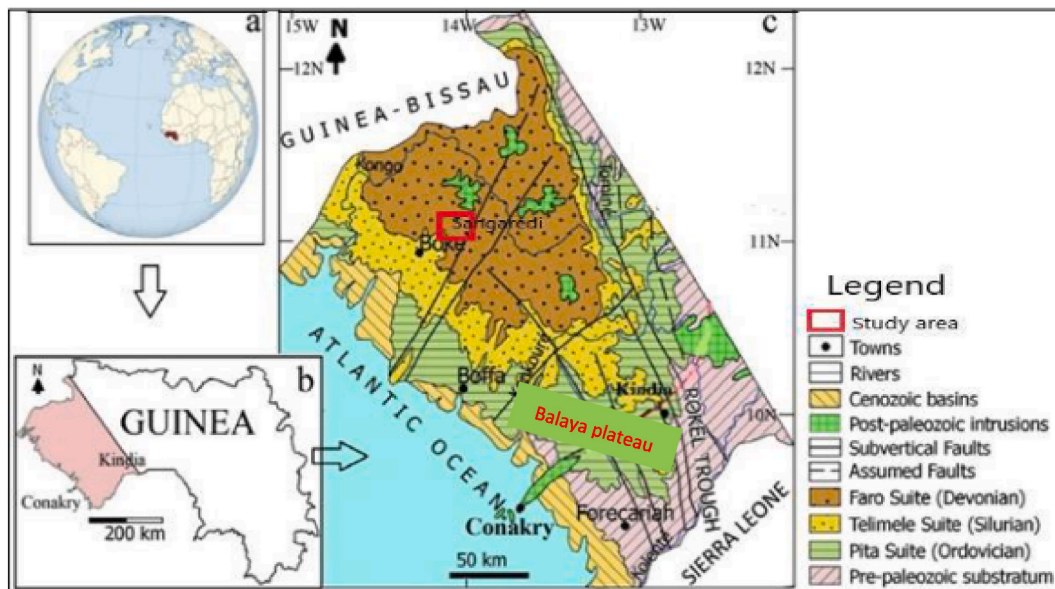 a
15W
14W
13W
c
N
12N
12N
GUINEA-BISSAU
Kongo
Sangaredi
Boke
11N
11N
ATLANTIC OCEAN
Boffa
Kindia
10N
Balaya plateau
ROKEL TROUGH
Conakry
Forecariah
50 km
SIERRA LEONE
N
b
GUINEA
Kindia
Conakry
200 km
Legend
Study area
Towns
Rivers
Cenozoic basins
Post-paleozoic intrusions
Subvertical Faults
Assumed Faults
Faro Suite (Devonian)
Telimele Suite (Silurian)
Pita Suite (Ordovician)
Pre-paleozoic substratum